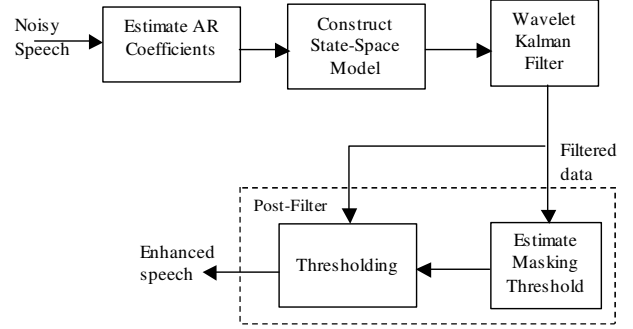 Noisy
Speech
Estimate AR
Coefficients
Construct
State-Space
Model
Wavelet
Kalman
Filter
Filtered
data
Post-Filter
Enhanced
speech
Thresholding
Estimate
Masking
Threshold